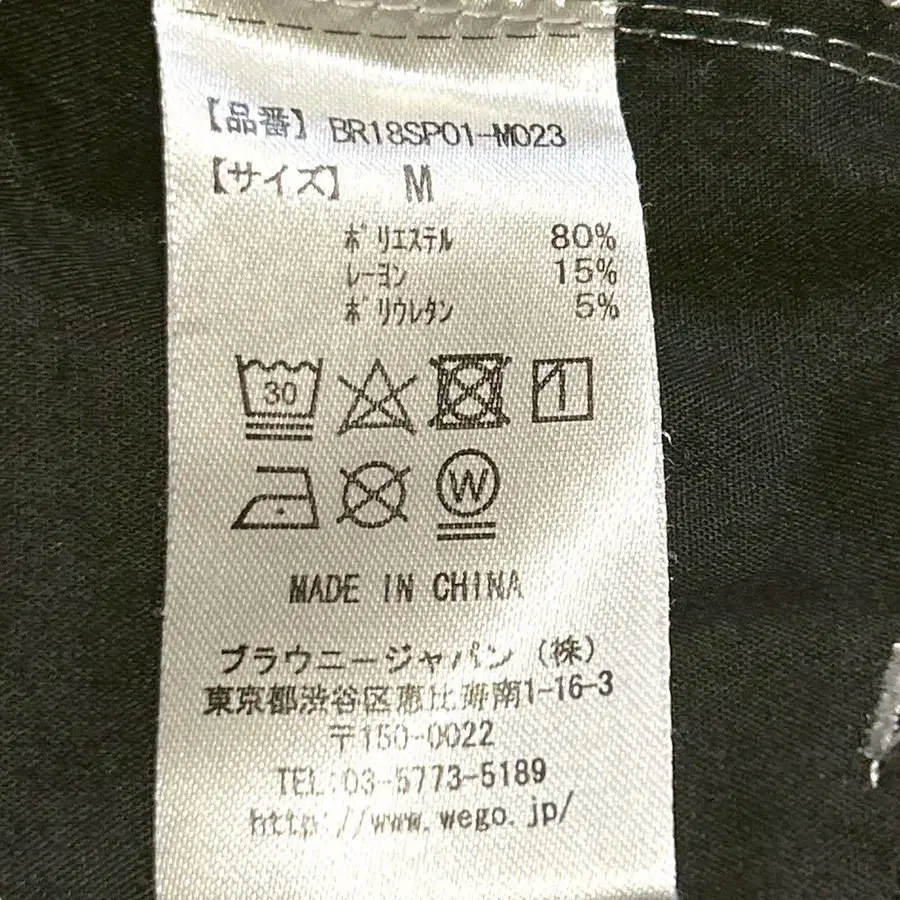 【品番】 BR18SP01-M023
【サイズ】 M
ポリエステル 80%
レーヨン 15%
ポリウレタン 5%
30
W
MADE IN CHINA
ブラウニージャパン（株）
東京都渋谷区恵比寿南1-16-3
〒150-0022
TEL:03-5773-5189
http://www.wego.jp/